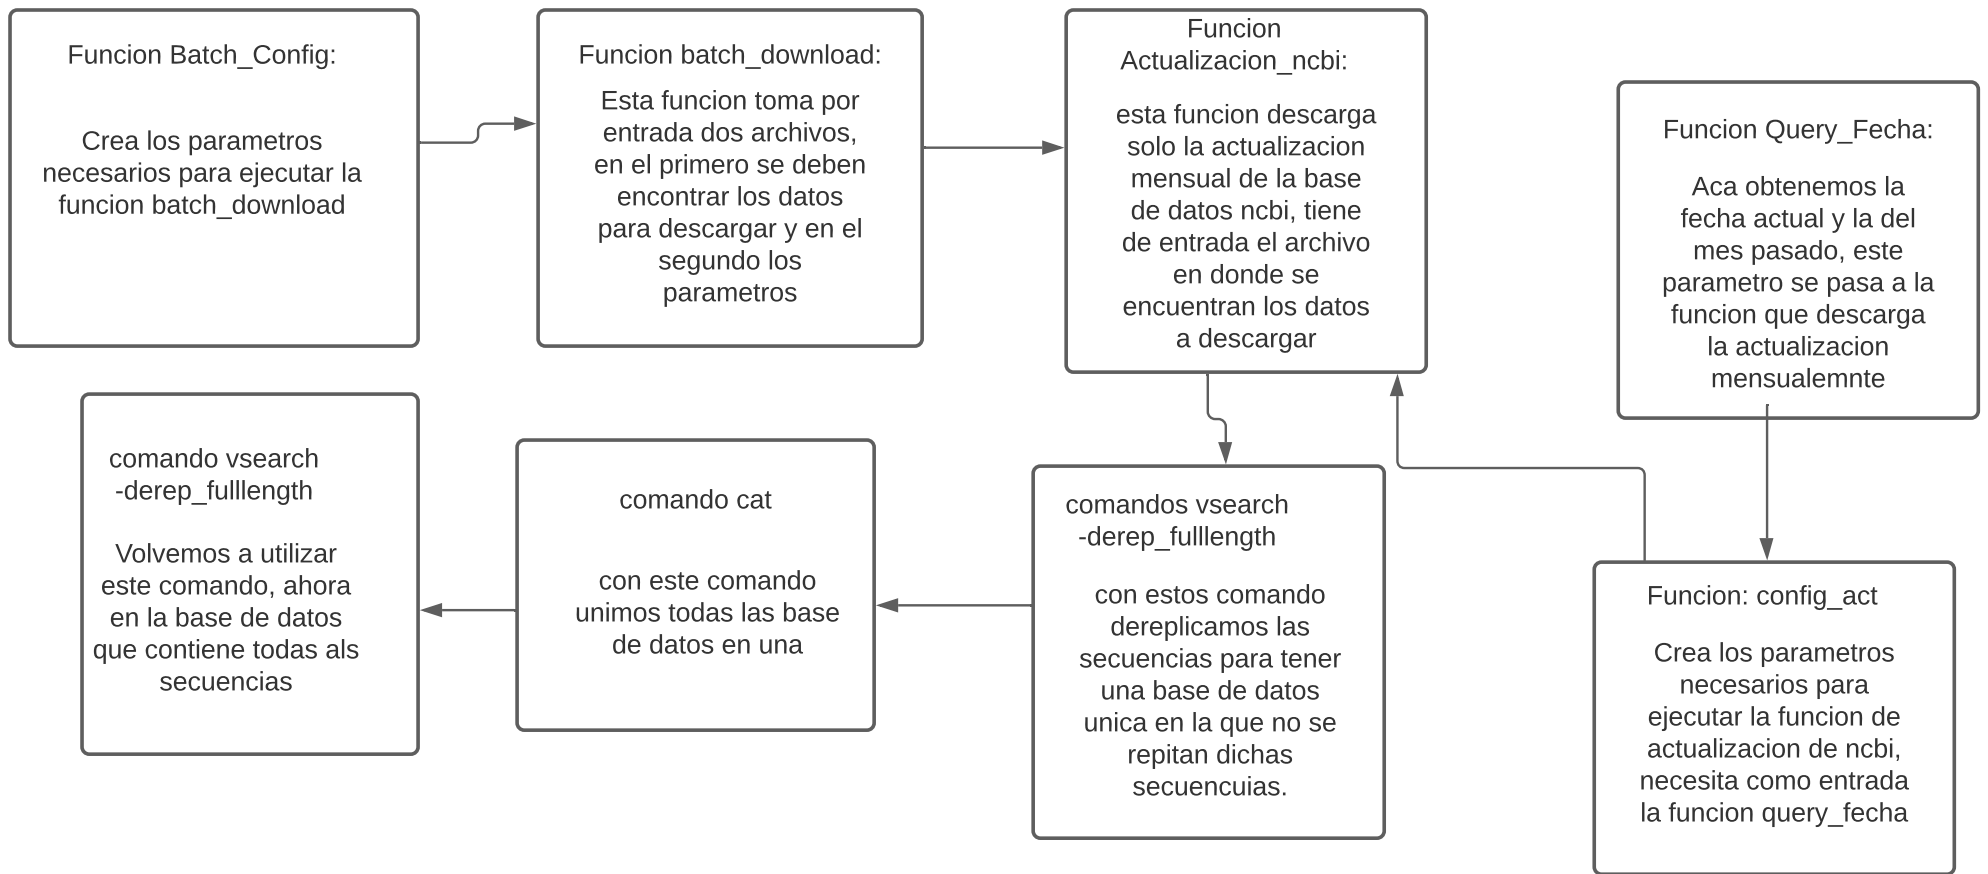 Funcion Batch_Config:
Crea los parametros
necesarios para ejecutar la
funcion batch_download
Funcion batch_download:
Esta funcion toma por
entrada dos archivos,
en el primero se deben
encontrar los datos
para descargar y en el
segundo los
parametros
Funcion
Actualizacion_ncbi:
esta funcion descarga
solo la actualizacion
mensual de la base
de datos ncbi, tiene
de entrada el archivo
en donde se
encuentran los datos
a descargar
Funcion Query_Fecha:
Aca obtenemos la
fecha actual y la del
mes pasado, este
parametro se pasa a la
funcion que descarga
la actualizacion
mensualemnte
Funcion: config_act
Crea los parametros
necesarios para
ejecutar la funcion de
actualizacion de ncbi,
necesita como entrada
la funcion query_fecha
comandos vsearch
-derep_fulllength
con estos comando
dereplicamos las
secuencias para tener
una base de datos
unica en la que no se
repitan dichas
secuencuias.
comando cat
con este comando
unimos todas las base
de datos en una
comando vsearch
-derep_fulllength
Volvemos a utilizar
este comando, ahora
en la base de datos
que contiene todas als
secuencias